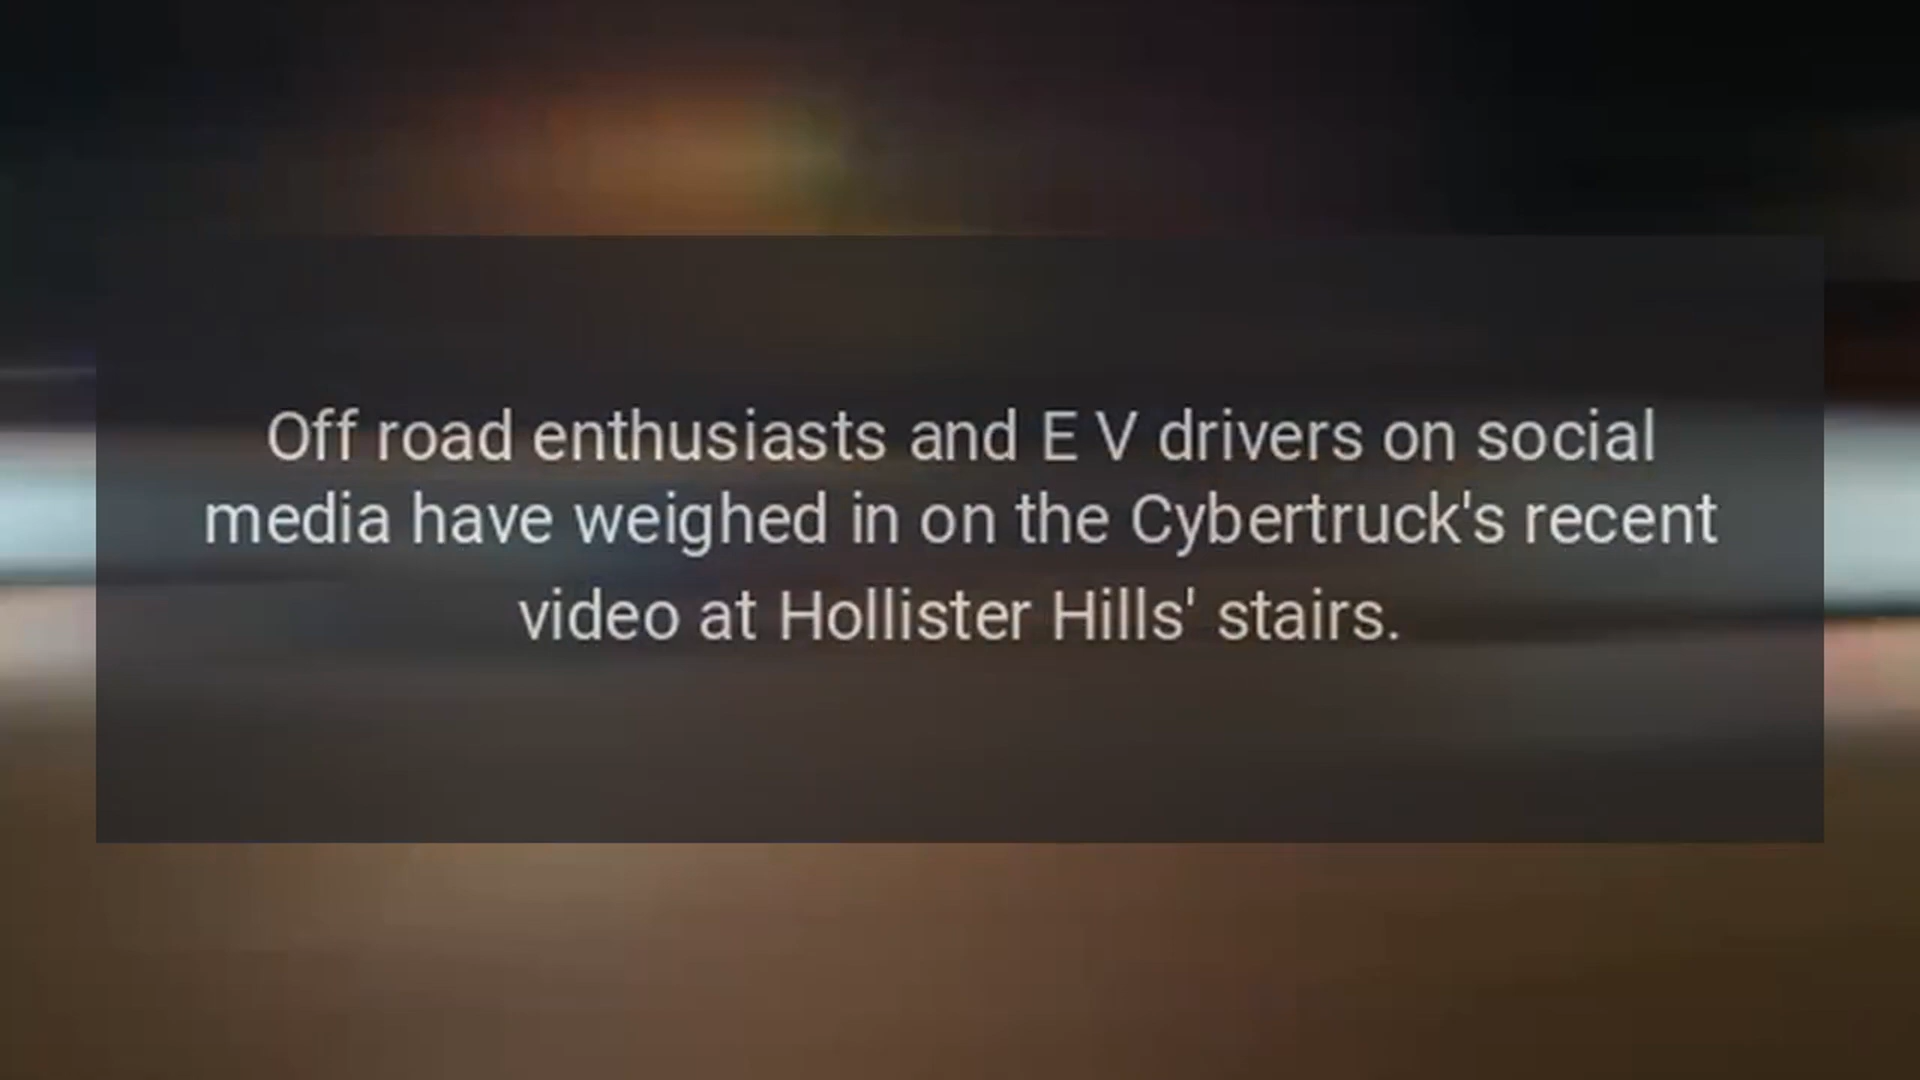 Off road enthusiasts and E V drivers on social
media have weighed in on the Cybertruck's recent
video at Hollister Hills' stairs.